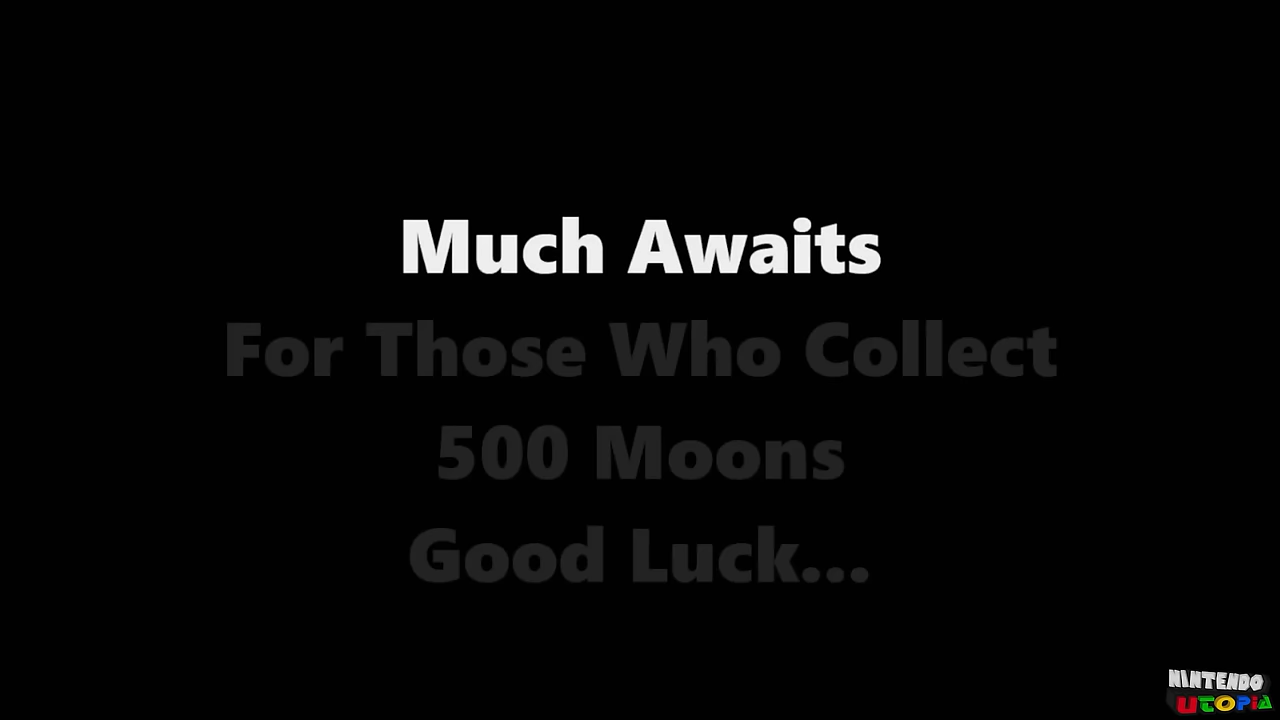 Much Awaits
For Those Who Collect
500 Moons
Good Luck...
NINTENDO
UTOPIA